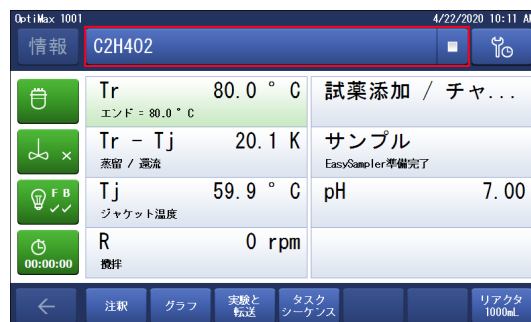 OptiMax 1001
4/22/2020 10:11 AM
情報
C2H4O2
Tr 80.0 ° C
エンド = 80.0 ° C
試薬添加 / チャ...
Tr - Tj 20.1 K
蒸留 / 還流
サンプル
EasySampler準備完了
F B
Tj 59.9 ° C
ジャケット温度
pH 7.00
R 0 rpm
攪拌
00:00:00
注釈
グラフ
実験と
転送
タス ク
シーケンス
リアクタ
1000mL